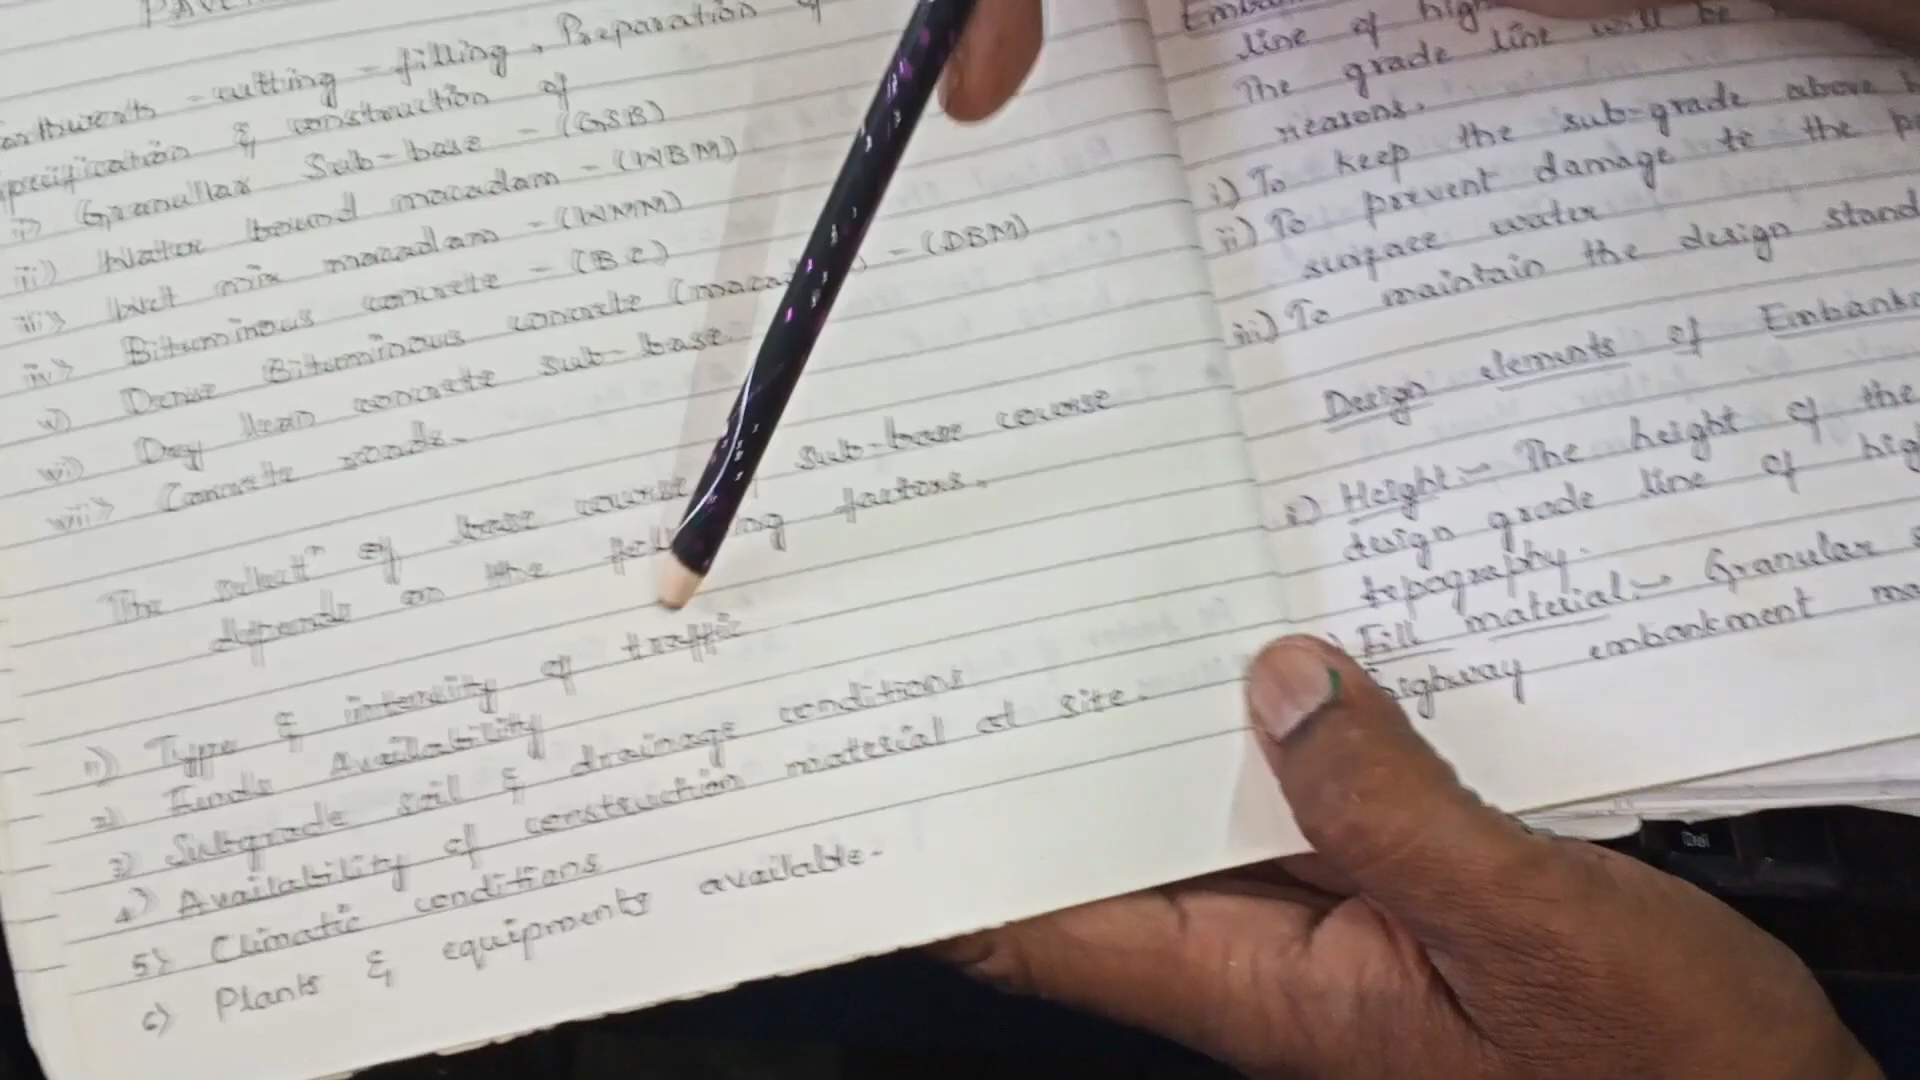 cutting - filling, Preparation of
& construction of
i) Granullar Sub-base - (GSB)
ii) Water bound macadam - (WBM)
iii) Wet mix macadam - (WMM)
iv) Bituminous concrete - (BC)
v) Dense Bituminous concrete - (DBM)
vi) Dry lean concrete sub-base.
vii) Concrete roads.
The select^n of base course sub-base course
depends on the factors.
1) Type & intensity of traffic
2) Funds Availability
3) Subgrade soil & drainage conditions
4) Availability of construction material at site.
5) Climatic conditions
6) Plants & equipments available.
line of
The grade line will be
reasons.
i) To keep the sub-grade above
ii) To prevent damage to the
surface water
iii) To maintain the design
Design elements of
i) Height:- The height of the
design grade line of
topography.
Fill material:- Granular
highway embankment